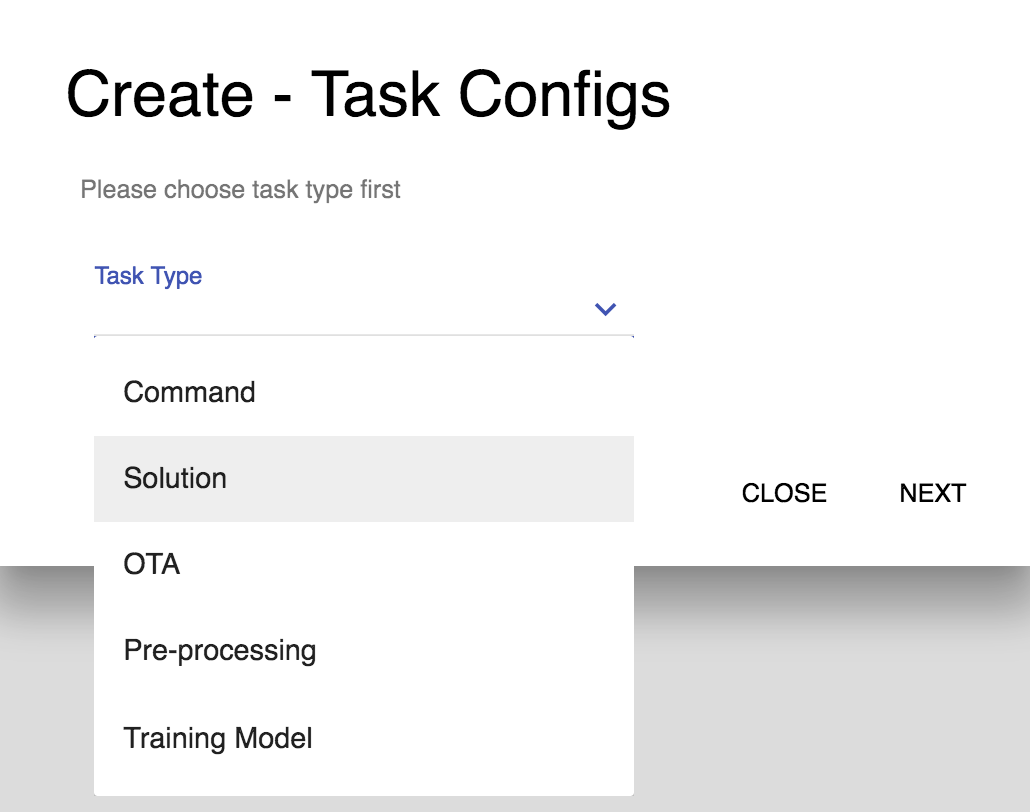 Create - Task Configs
Please choose task type first
Task Type
Command
Solution
CLOSE NEXT
OTA
Pre-processing
Training Model